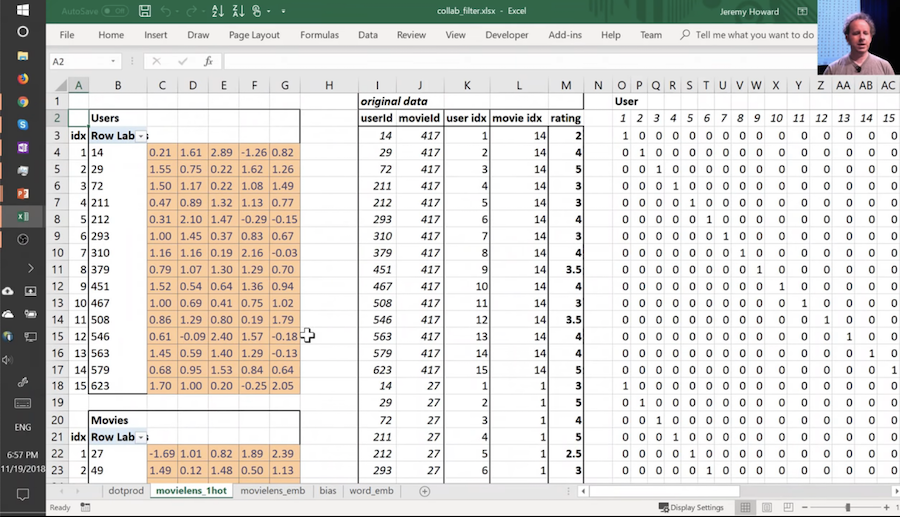 AutoSave Off collab_filter.xlsx - Excel Jeremy Howard
File Home Insert Draw Page Layout Formulas Data Review View Developer Add-ins Help Team Tell me what you want to do
A2 fx
A B C D E F G H I J K L M N O P Q R S T U V W X Y Z AA AB AC
1 original data User
2 Users userId movieId user idx movie idx rating 1 2 3 4 5 6 7 8 9 10 11 12 13 14 15
3 idx Row Lab s 14 417 1 14 2 1 0 0 0 0 0 0 0 0 0 0 0 0 0 0
4 1 14 0.21 1.61 2.89 -1.26 0.82 29 417 2 14 4 0 1 0 0 0 0 0 0 0 0 0 0 0 0 0
5 2 29 1.55 0.75 0.22 1.62 1.26 72 417 3 14 5 0 0 1 0 0 0 0 0 0 0 0 0 0 0 0
6 3 72 1.50 1.17 0.22 1.08 1.49 211 417 4 14 3 0 0 0 1 0 0 0 0 0 0 0 0 0 0 0
7 4 211 0.47 0.89 1.32 1.13 0.77 212 417 5 14 3 0 0 0 0 1 0 0 0 0 0 0 0 0 0 0
8 5 212 0.31 2.10 1.47 -0.29 -0.15 293 417 6 14 4 0 0 0 0 0 1 0 0 0 0 0 0 0 0 0
9 6 293 1.00 1.45 0.37 0.83 0.67 310 417 7 14 3 0 0 0 0 0 0 1 0 0 0 0 0 0 0 0
10 7 310 1.16 1.16 0.19 2.16 -0.03 379 417 8 14 4 0 0 0 0 0 0 0 1 0 0 0 0 0 0 0
11 8 379 0.79 1.07 1.30 1.29 0.70 451 417 9 14 3.5 0 0 0 0 0 0 0 0 1 0 0 0 0 0 0
12 9 451 1.52 0.54 0.64 1.36 0.94 467 417 10 14 4 0 0 0 0 0 0 0 0 0 1 0 0 0 0 0
13 10 467 1.00 0.69 0.41 0.75 1.02 508 417 11 14 3 0 0 0 0 0 0 0 0 0 0 1 0 0 0 0
14 11 508 0.86 1.29 0.80 0.19 1.79 546 417 12 14 3.5 0 0 0 0 0 0 0 0 0 0 0 1 0 0 0
15 12 546 0.61 -0.09 2.40 1.57 -0.18 563 417 13 14 4 0 0 0 0 0 0 0 0 0 0 0 0 1 0 0
16 13 563 1.45 0.59 1.40 1.29 -0.13 579 417 14 14 4 0 0 0 0 0 0 0 0 0 0 0 0 0 1 0
17 14 579 0.68 0.95 1.53 0.84 0.64 623 417 15 14 5 0 0 0 0 0 0 0 0 0 0 0 0 0 0 1
18 15 623 1.70 1.00 0.20 -0.25 2.05 14 27 1 1 3 1 0 0 0 0 0 0 0 0 0 0 0 0 0 0
19 29 27 2 1 5 0 1 0 0 0 0 0 0 0 0 0 0 0 0 0
20 Movies 72 27 3 1 4 0 0 1 0 0 0 0 0 0 0 0 0 0 0 0
21 idx Row Lab s 211 27 4 1 5 0 0 0 1 0 0 0 0 0 0 0 0 0 0 0
22 1 27 -1.69 1.01 0.82 1.89 2.39 212 27 5 1 2.5 0 0 0 0 1 0 0 0 0 0 0 0 0 0 0
23 2 49 1.49 0.12 1.48 0.50 1.13 293 27 6 1 3 0 0 0 0 0 1 0 0 0 0 0 0 0 0 0
dotprod movielens_1hot movielens_emb bias word_emb
Ready Display Settings
ENG
6:57 PM
11/19/2018